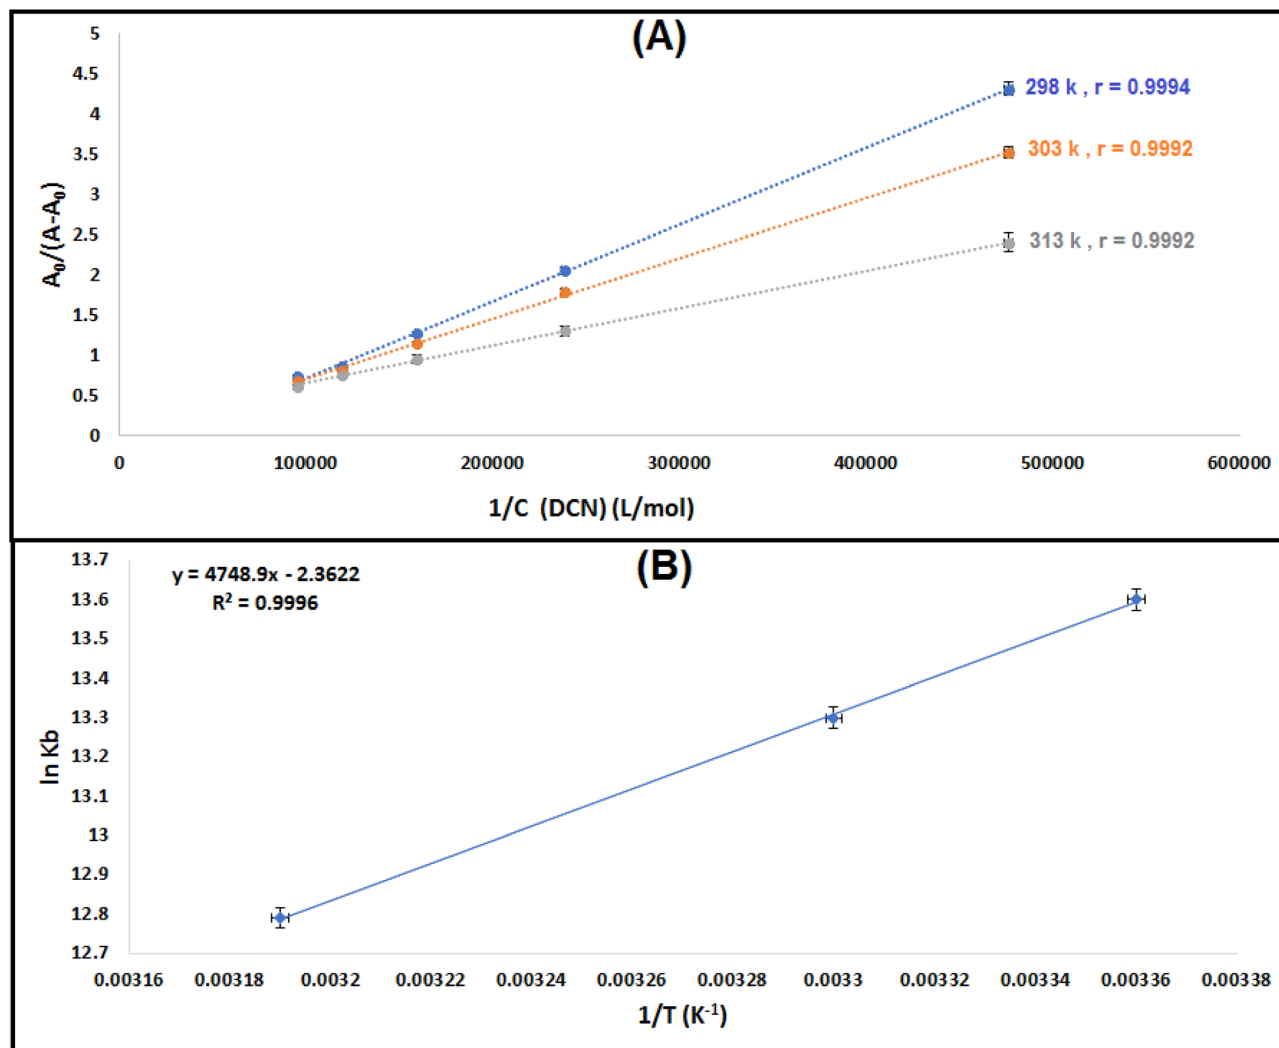 (A)
5
4.5
4
3.5
3
2.5
2
1.5
1
0.5
0
A₀/(A-A₀)
298 k , r = 0.9994
303 k , r = 0.9992
313 k , r = 0.9992
0 100000 200000 300000 400000 500000 600000
1/C (DCN) (L/mol)
(B)
y = 4748.9x - 2.3622
R² = 0.9996
13.7
13.6
13.5
13.4
13.3
13.2
13.1
13
12.9
12.8
12.7
ln Kb
0.00316 0.00318 0.0032 0.00322 0.00324 0.00326 0.00328 0.0033 0.00332 0.00334 0.00336 0.00338
1/T (K⁻¹)